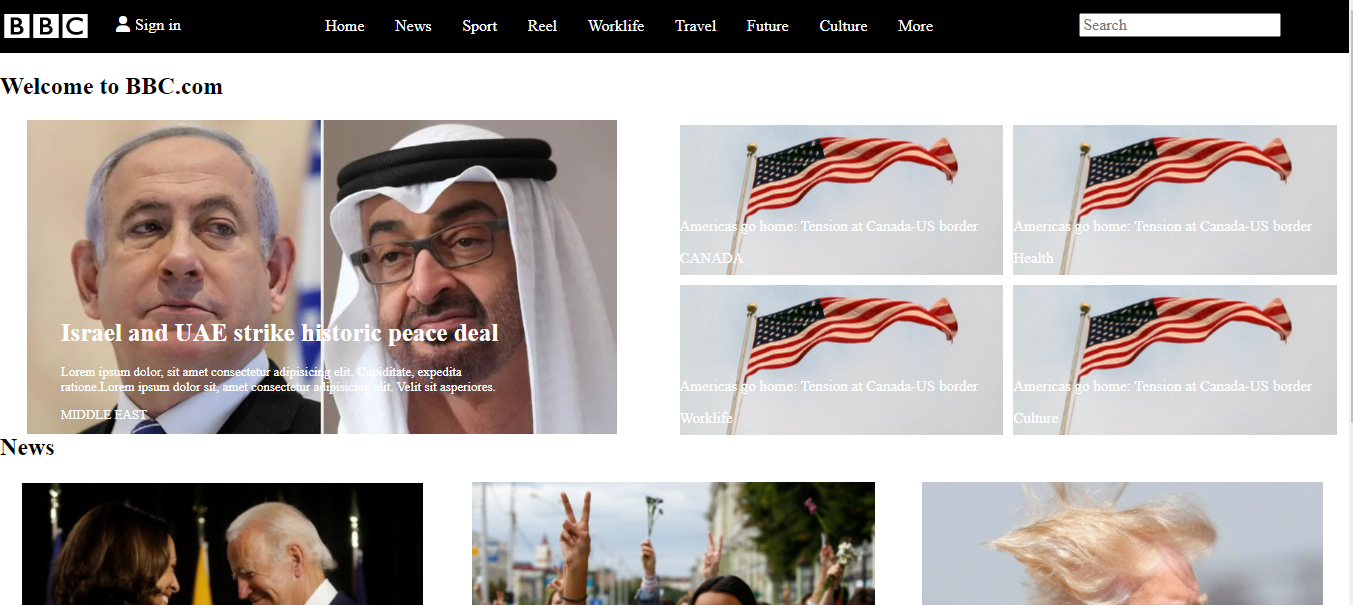 BBC
Sign in
Home
News
Sport
Reel
Worklife
Travel
Future
Culture
More
Search
Welcome to BBC.com
Israel and UAE strike historic peace deal
Lorem ipsum dolor, sit amet consectetur adipisicing elit. Cupiditate, expedita
ratione.Lorem ipsum dolor sit, amet consectetur adipisicing elit. Velit sit asperiores.
MIDDLE EAST
Americas go home: Tension at Canada-US border
CANADA
Americas go home: Tension at Canada-US border
Health
Americas go home: Tension at Canada-US border
Worklife
Americas go home: Tension at Canada-US border
Culture
News